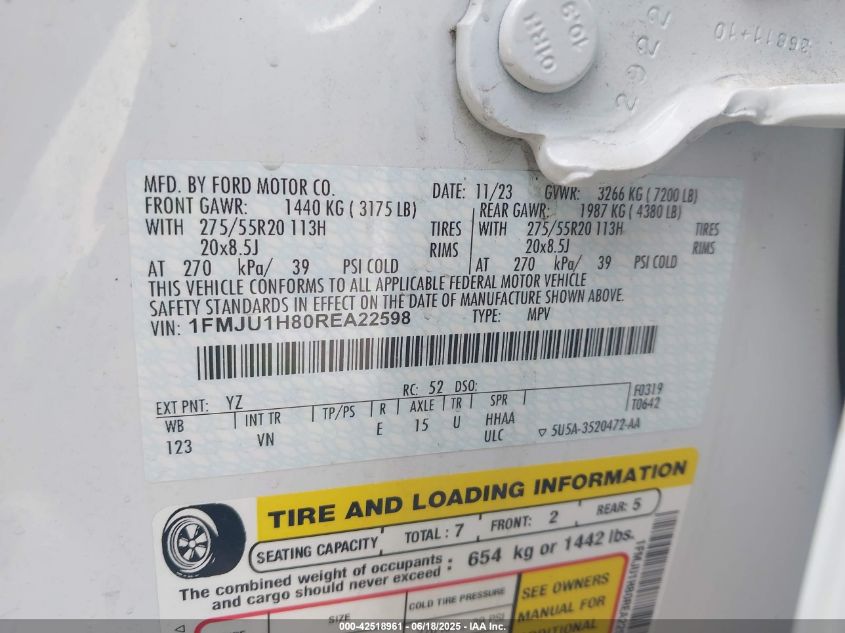 OTRH
10.9
36811+10
MFD. BY FORD MOTOR CO.
DATE: 11/23 GVWR: 3266 KG ( 7200 LB)
FRONT GAWR: 1440 KG ( 3175 LB)
REAR GAWR: 1987 KG ( 4380 LB)
WITH 275/55R20 113H TIRES
WITH 275/55R20 113H TIRES
20x8.5J RIMS
20x8.5J RIMS
AT 270 kPa/ 39 PSI COLD
AT 270 kPa/ 39 PSI COLD
THIS VEHICLE CONFORMS TO ALL APPLICABLE FEDERAL MOTOR VEHICLE
SAFETY STANDARDS IN EFFECT ON THE DATE OF MANUFACTURE SHOWN ABOVE.
VIN: 1FMJU1H80REA22598 TYPE: MPV
EXT PNT: YZ RC: 52 DSO: F0319
T0642
WB INT TR TP/PS R AXLE TR SPR
123 VN E 15 U HHAA
ULC ▽ 5U5A-3520472-AA
TIRE AND LOADING INFORMATION
SEATING CAPACITY TOTAL : 7 FRONT: 2 REAR: 5
The combined weight of occupants
and cargo should never exceed : 654 kg or 1442 lbs.
SIZE
COLD TIRE PRESSURE
SEE OWNERS
MANUAL FOR
000-42518961 - 06/18/2025 - IAA Inc.